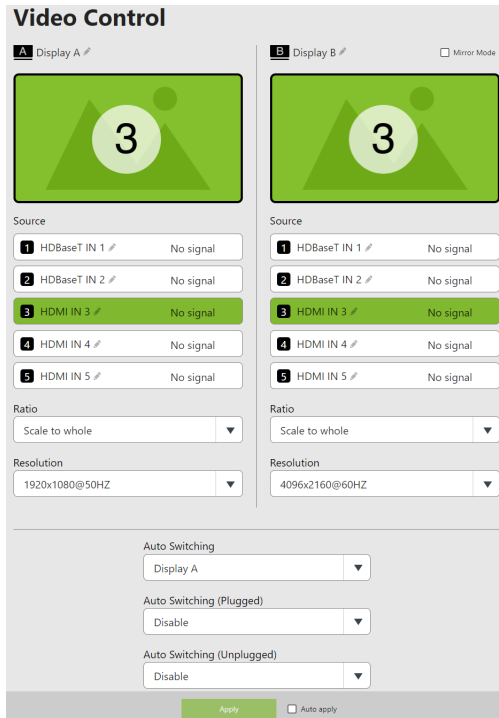 Video Control
A Display A
3
Source
1 HDBaseT IN 1 No signal
2 HDBaseT IN 2 No signal
3 HDMI IN 3 No signal
4 HDMI IN 4 No signal
5 HDMI IN 5 No signal
Ratio
Scale to whole
Resolution
1920x1080@50HZ
B Display B Mirror Mode
3
Source
1 HDBaseT IN 1 No signal
2 HDBaseT IN 2 No signal
3 HDMI IN 3 No signal
4 HDMI IN 4 No signal
5 HDMI IN 5 No signal
Ratio
Scale to whole
Resolution
4096x2160@60HZ
Auto Switching
Display A
Auto Switching (Plugged)
Disable
Auto Switching (Unplugged)
Disable
Apply Auto apply